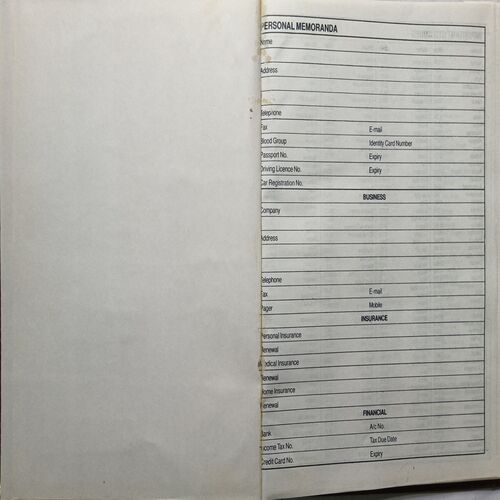 PERSONAL MEMORANDA
Name
Address
Telephone
Fax E-mail
Blood Group Identity Card Number
Passport No. Expiry
Driving Licence No. Expiry
Car Registration No.
BUSINESS
Company
Address
Telephone
Fax E-mail
Pager Mobile
INSURANCE
Personal Insurance
Renewal
Medical Insurance
Renewal
Home Insurance
Renewal
FINANCIAL
Bank A/c No.
Income Tax No. Tax Due Date
Credit Card No. Expiry